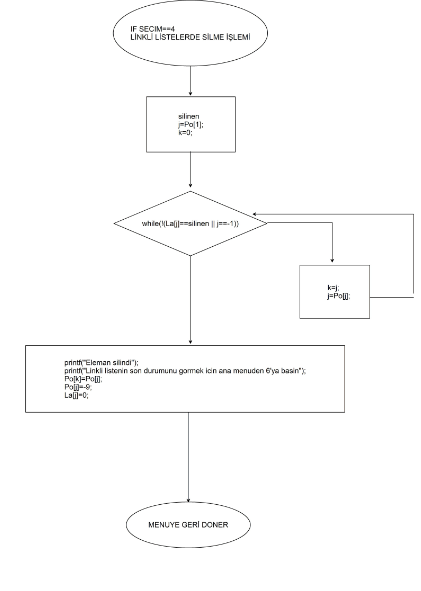 IF SECIM==4
LİNKLİ LİSTELERDE SİLME İŞLEMİ
silinen
j=Po[1];
k=0;
while(!(La[j]==silinen || j==-1))
k=j;
j=Po[j];
printf("Eleman silindi");
printf("Linkli listenin son durumunu gormek icin ana menuden 6'ya basin");
Po[k]=Po[j];
Po[j]=-9;
La[j]=0;
MENUYE GERİ DONER